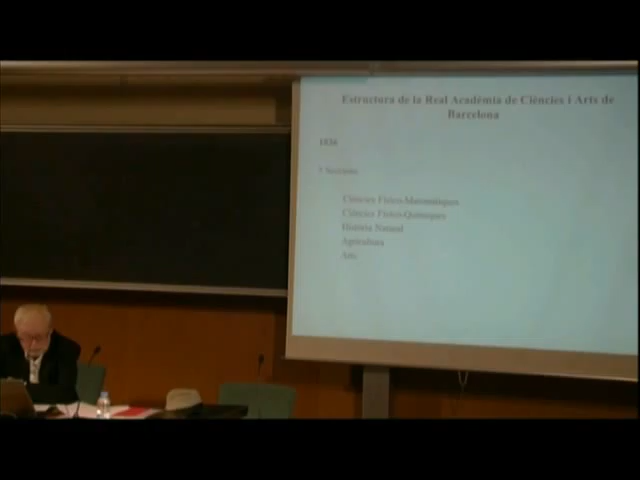 Estructura de la Real Acadèmia de Ciències i Arts de
Barcelona
1836
* Seccions
Ciències Físico-Matemàtiques
Ciències Físico-Químiques
Història Natural
Agricultura
Arts